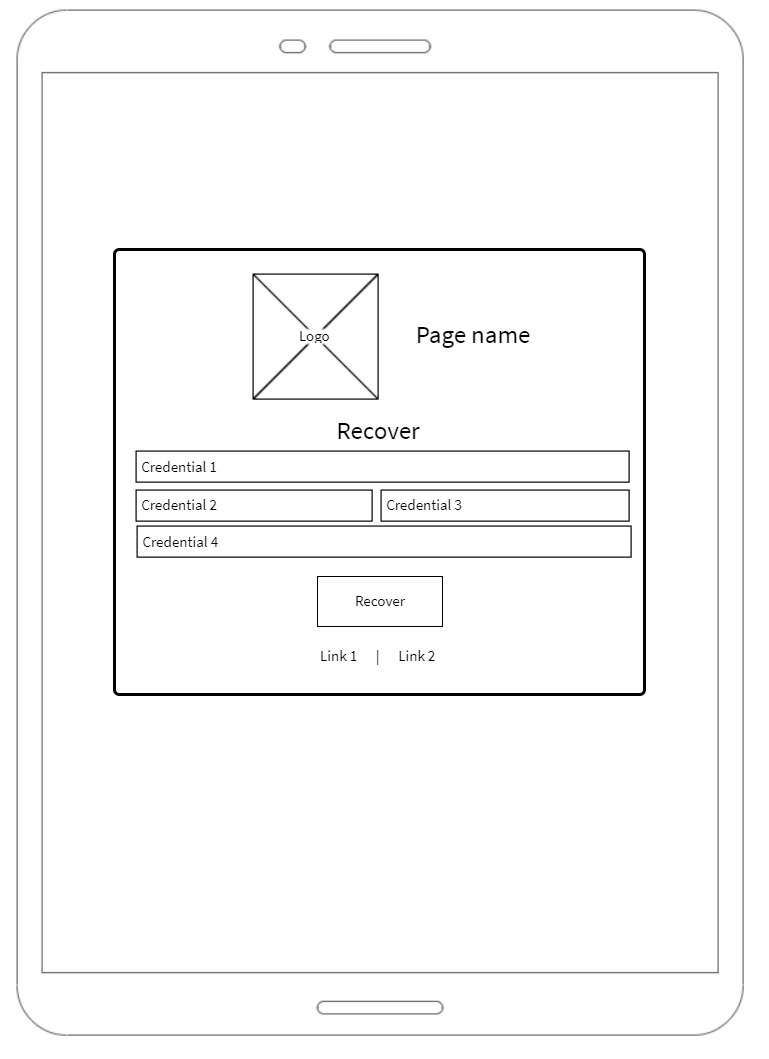 Logo
Page name
Recover
Credential 1
Credential 2 Credential 3
Credential 4
Recover
Link 1 | Link 2